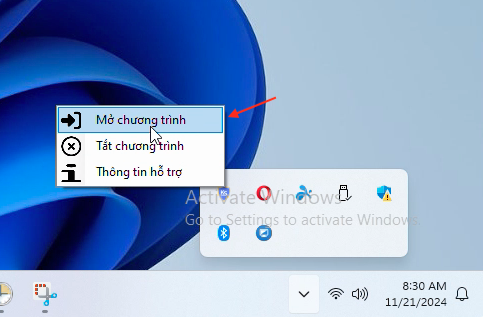 Mở chương trình
Tắt chương trình
Thông tin hỗ trợ
Activate Windows
Go to Settings to activate Windows.
8:30 AM
11/21/2024